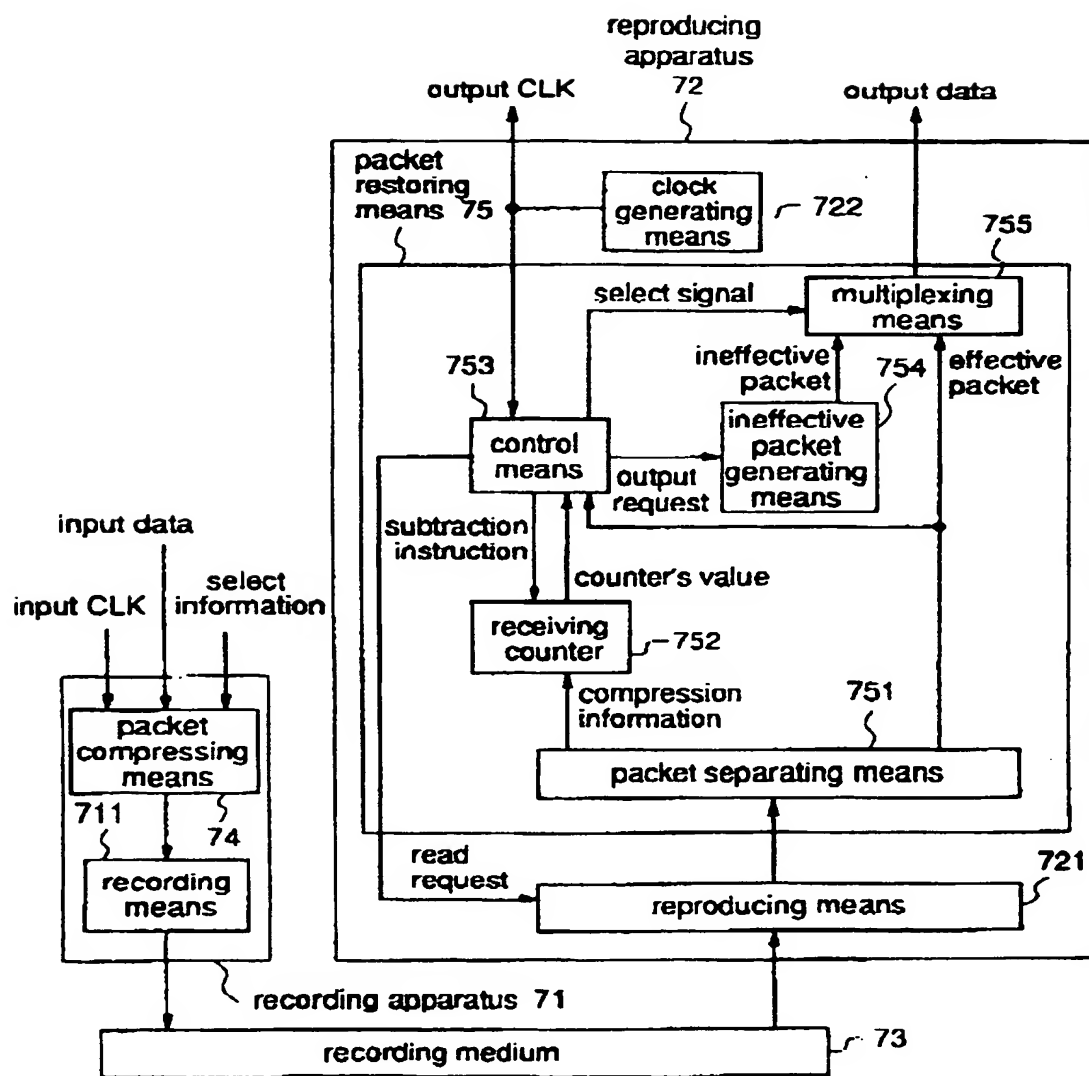 reproducing
apparatus
72
output CLK
output data
packet
restoring
means 75
clock
generating
means
722
755
select signal
multiplexing
means
ineffective
packet
754
effective
packet
753
control
means
ineffective
packet
generating
means
output
request
input data
subtraction
instruction
counter's value
input CLK
select
information
receiving
counter
752
compression
information
751
packet
compressing
means
packet separating means
711
74
read
request
721
recording
means
reproducing means
recording apparatus 71
recording medium
73